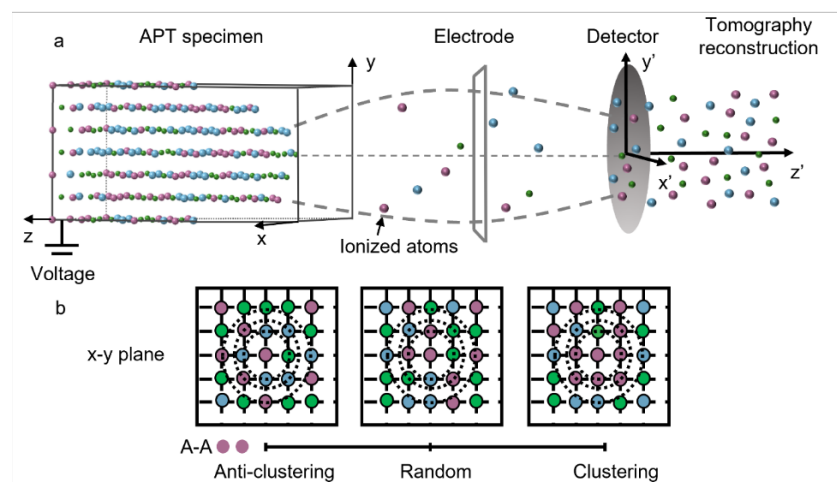 a
APT specimen
Electrode
Detector
Tomography
reconstruction
y
y'
x'
z'
z
x
Ionized atoms
Voltage
b
x-y plane
A-A
Anti-clustering
Random
Clustering